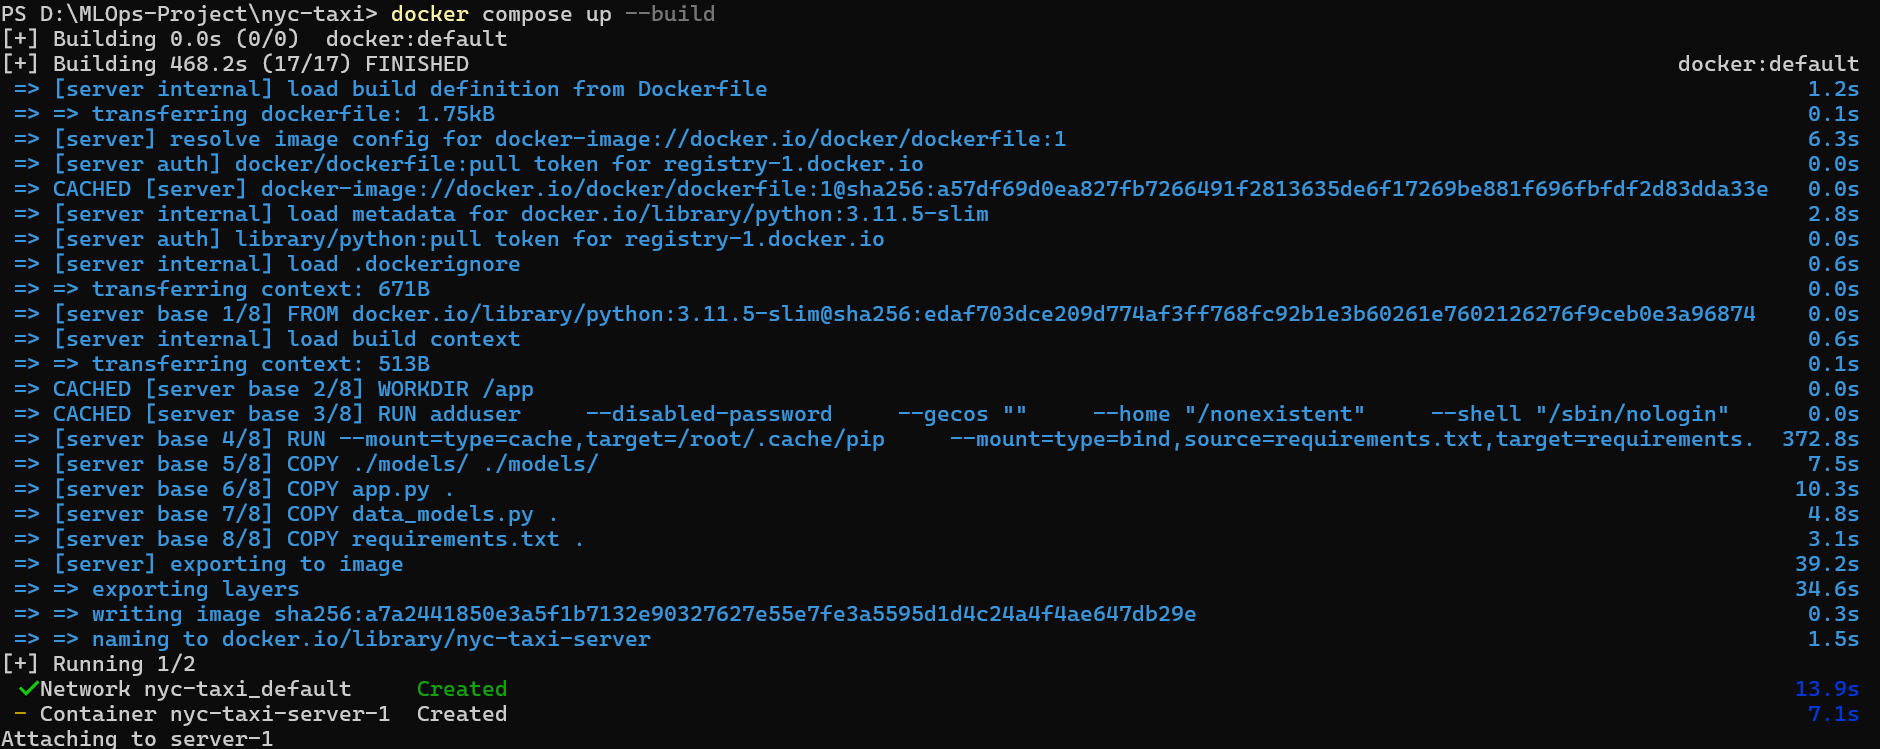 PS D:\MLOps-Project\nyc-taxi> docker compose up --build
[+] Building 0.0s (0/0)  docker:default
[+] Building 468.2s (17/17) FINISHED docker:default
=> [server internal] load build definition from Dockerfile 1.2s
=> => transferring dockerfile: 1.75kB 0.1s
=> [server] resolve image config for docker-image://docker.io/docker/dockerfile:1 6.3s
=> [server auth] docker/dockerfile:pull token for registry-1.docker.io 0.0s
=> CACHED [server] docker-image://docker.io/docker/dockerfile:1@sha256:a57df69d0ea827fb7266491f2813635de6f17269be881f696fbfdf2d83dda33e 0.0s
=> [server internal] load metadata for docker.io/library/python:3.11.5-slim 2.8s
=> [server auth] library/python:pull token for registry-1.docker.io 0.0s
=> [server internal] load .dockerignore 0.6s
=> => transferring context: 671B 0.0s
=> [server base 1/8] FROM docker.io/library/python:3.11.5-slim@sha256:edaf703dce209d774af3ff768fc92b1e3b60261e7602126276f9ceb0e3a96874 0.0s
=> [server internal] load build context 0.6s
=> => transferring context: 513B 0.1s
=> CACHED [server base 2/8] WORKDIR /app 0.0s
=> CACHED [server base 3/8] RUN adduser     --disabled-password     --gecos ""     --home "/nonexistent"     --shell "/sbin/nologin" 0.0s
=> [server base 4/8] RUN --mount=type=cache,target=/root/.cache/pip     --mount=type=bind,source=requirements.txt,target=requirements. 372.8s
=> [server base 5/8] COPY ./models/ ./models/ 7.5s
=> [server base 6/8] COPY app.py . 10.3s
=> [server base 7/8] COPY data_models.py . 4.8s
=> [server base 8/8] COPY requirements.txt . 3.1s
=> [server] exporting to image 39.2s
=> => exporting layers 34.6s
=> => writing image sha256:a7a2441850e3a5f1b7132e90327627e55e7fe3a5595d1d4c24a4f4ae647db29e 0.3s
=> => naming to docker.io/library/nyc-taxi-server 1.5s
[+] Running 1/2
✓Network nyc-taxi_default     Created 13.9s
- Container nyc-taxi-server-1  Created 7.1s
Attaching to server-1